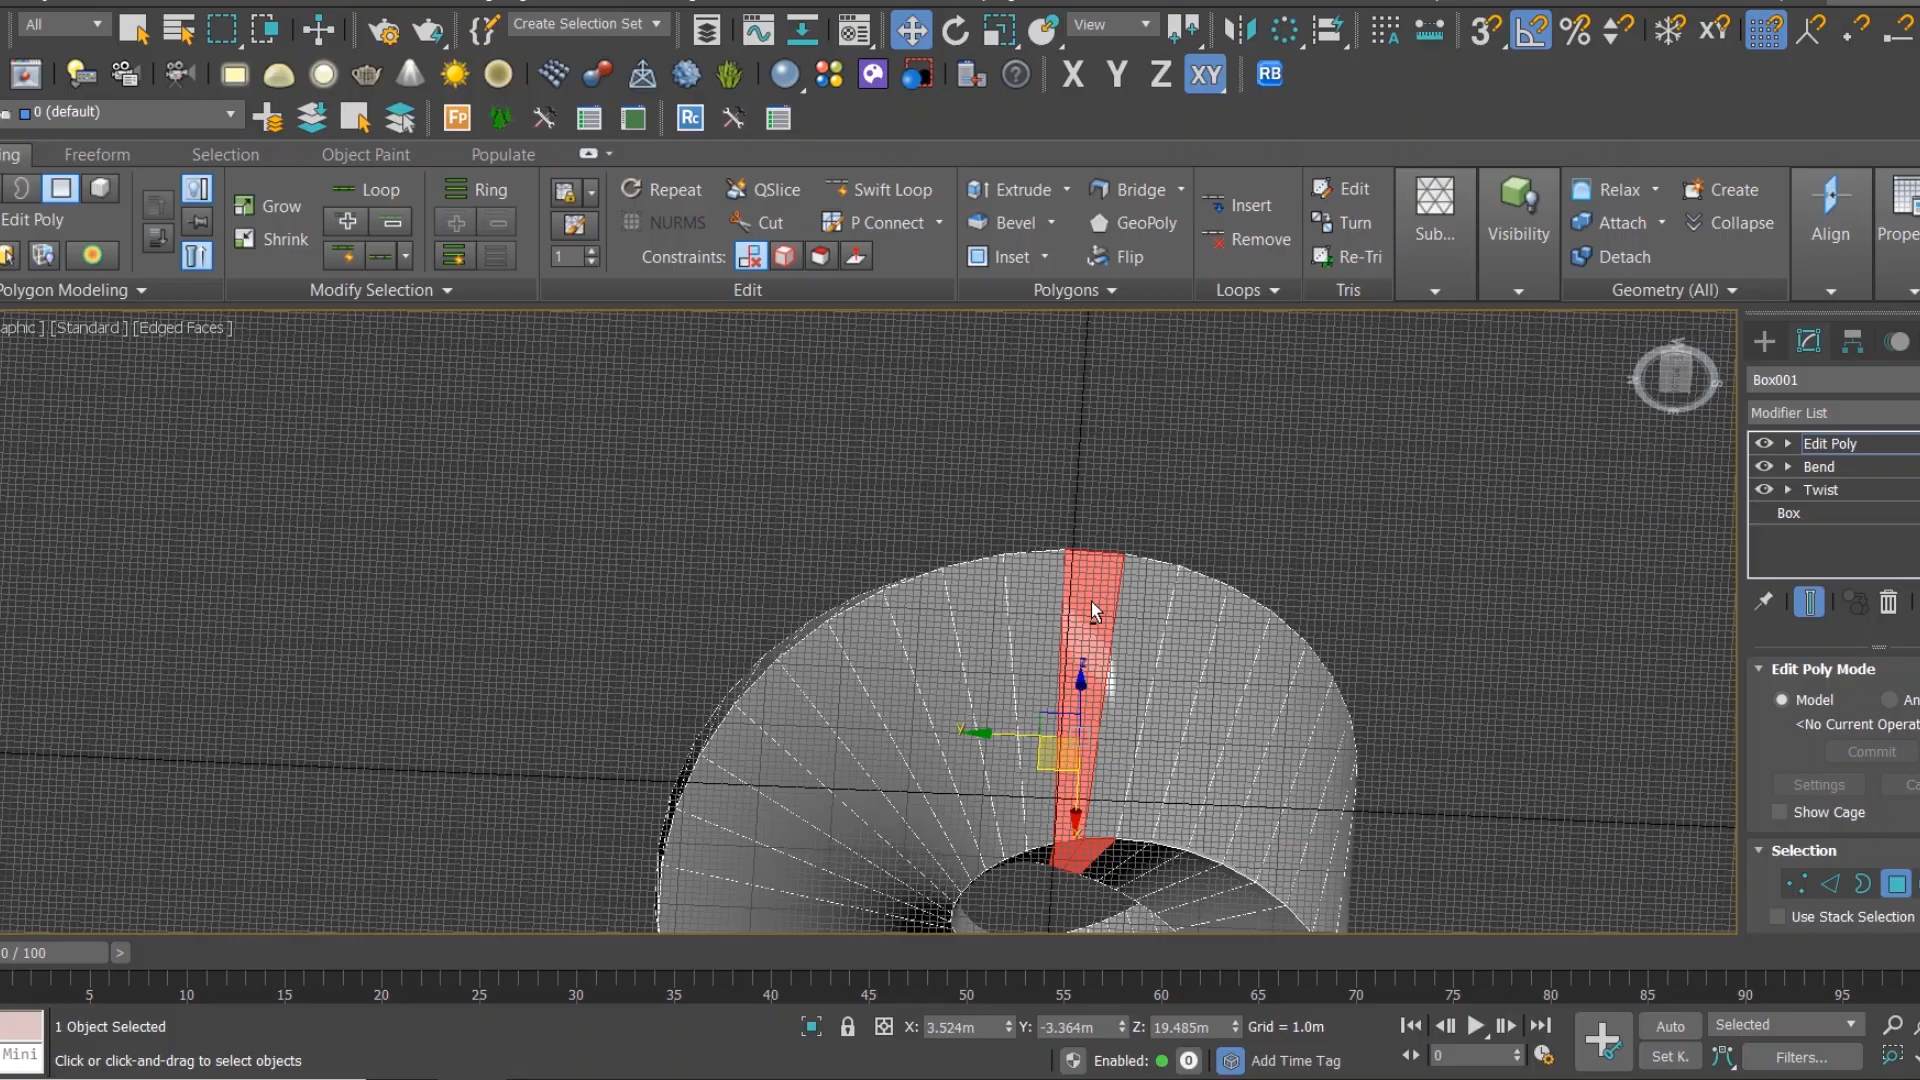 All
Create Selection Set
View
3
XY
X Y Z XY RB
0 (default)
Fp
Rc
ing Freeform Selection Object Paint Populate
Edit Poly
Polygon Modeling
Grow
Shrink
Loop
Ring
Modify Selection
1
Repeat QSlice Swift Loop
NURMS Cut P Connect
Constraints:
Edit
Extrude Bridge
Bevel GeoPoly
Inset Flip
Polygons
Insert
Remove
Loops
Edit
Turn
Re-Tri
Tris
Sub...
Visibility
Relax Create
Attach Collapse
Detach
Geometry (All)
Align
Prope
aphic ] [Standard ] [Edged Faces ]
Box001
Modifier List
Edit Poly
Bend
Twist
Box
Edit Poly Mode
Model An
<No Current Operat
Commit
Settings Ca
Show Cage
Selection
Use Stack Selection
y
z
x
0 / 100 >
5 10 15 20 25 30 35 40 45 50 55 60 65 70 75 80 85 90 95
1 Object Selected
X: 3.524m Y: -3.364m Z: 19.485m Grid = 1.0m
Auto Selected
Mini
Click or click-and-drag to select objects
Enabled: 0 Add Time Tag
0
Set K. Filters...